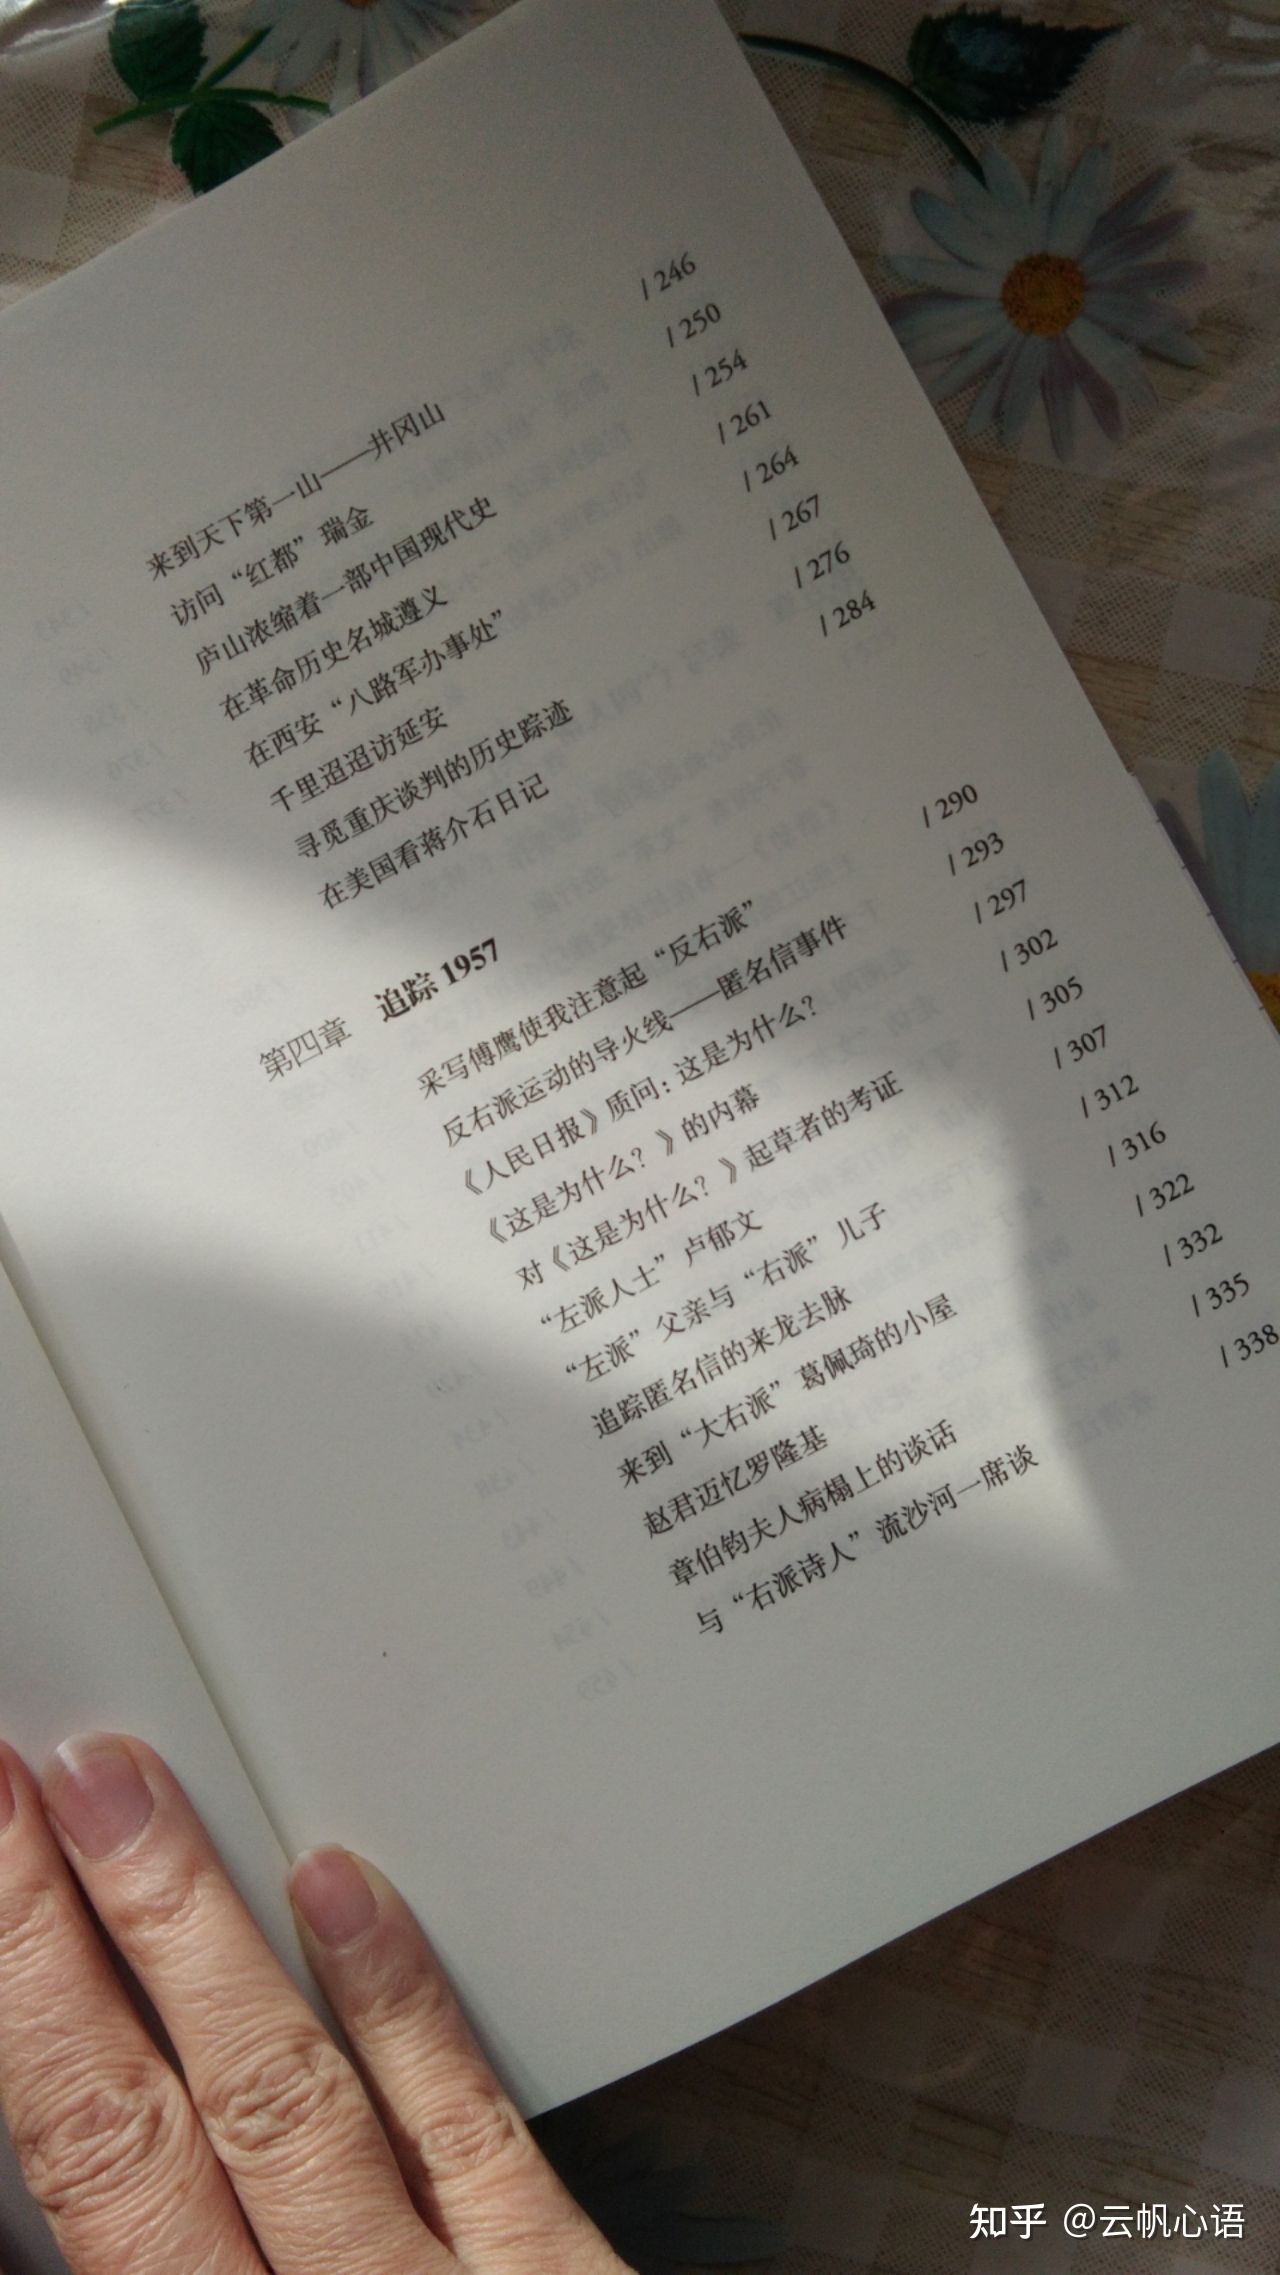 来到天下第一山——井冈山 / 246
访问“红都”瑞金 / 250
庐山浓缩着一部中国现代史 / 254
在革命历史名城遵义 / 261
在西安“八路军办事处” / 264
千里迢迢访延安 / 267
寻觅重庆谈判的历史踪迹 / 276
在美国看蒋介石日记 / 284
第四章 追踪1957
采写傅鹰使我注意起“反右派” / 290
反右派运动的导火线——匿名信事件 / 293
《人民日报》质问：这是为什么？ / 297
《这是为什么？》的内幕 / 302
对《这是为什么？》起草者的考证 / 305
“左派人士”卢郁文 / 307
“左派”父亲与“右派”儿子 / 312
追踪匿名信的来龙去脉 / 316
来到“大右派”葛佩琦的小屋 / 322
赵君迈忆罗隆基 / 332
章伯钧夫人病榻上的谈话 / 335
与“右派诗人”流沙河一席谈 / 338
知乎 @云帆心语